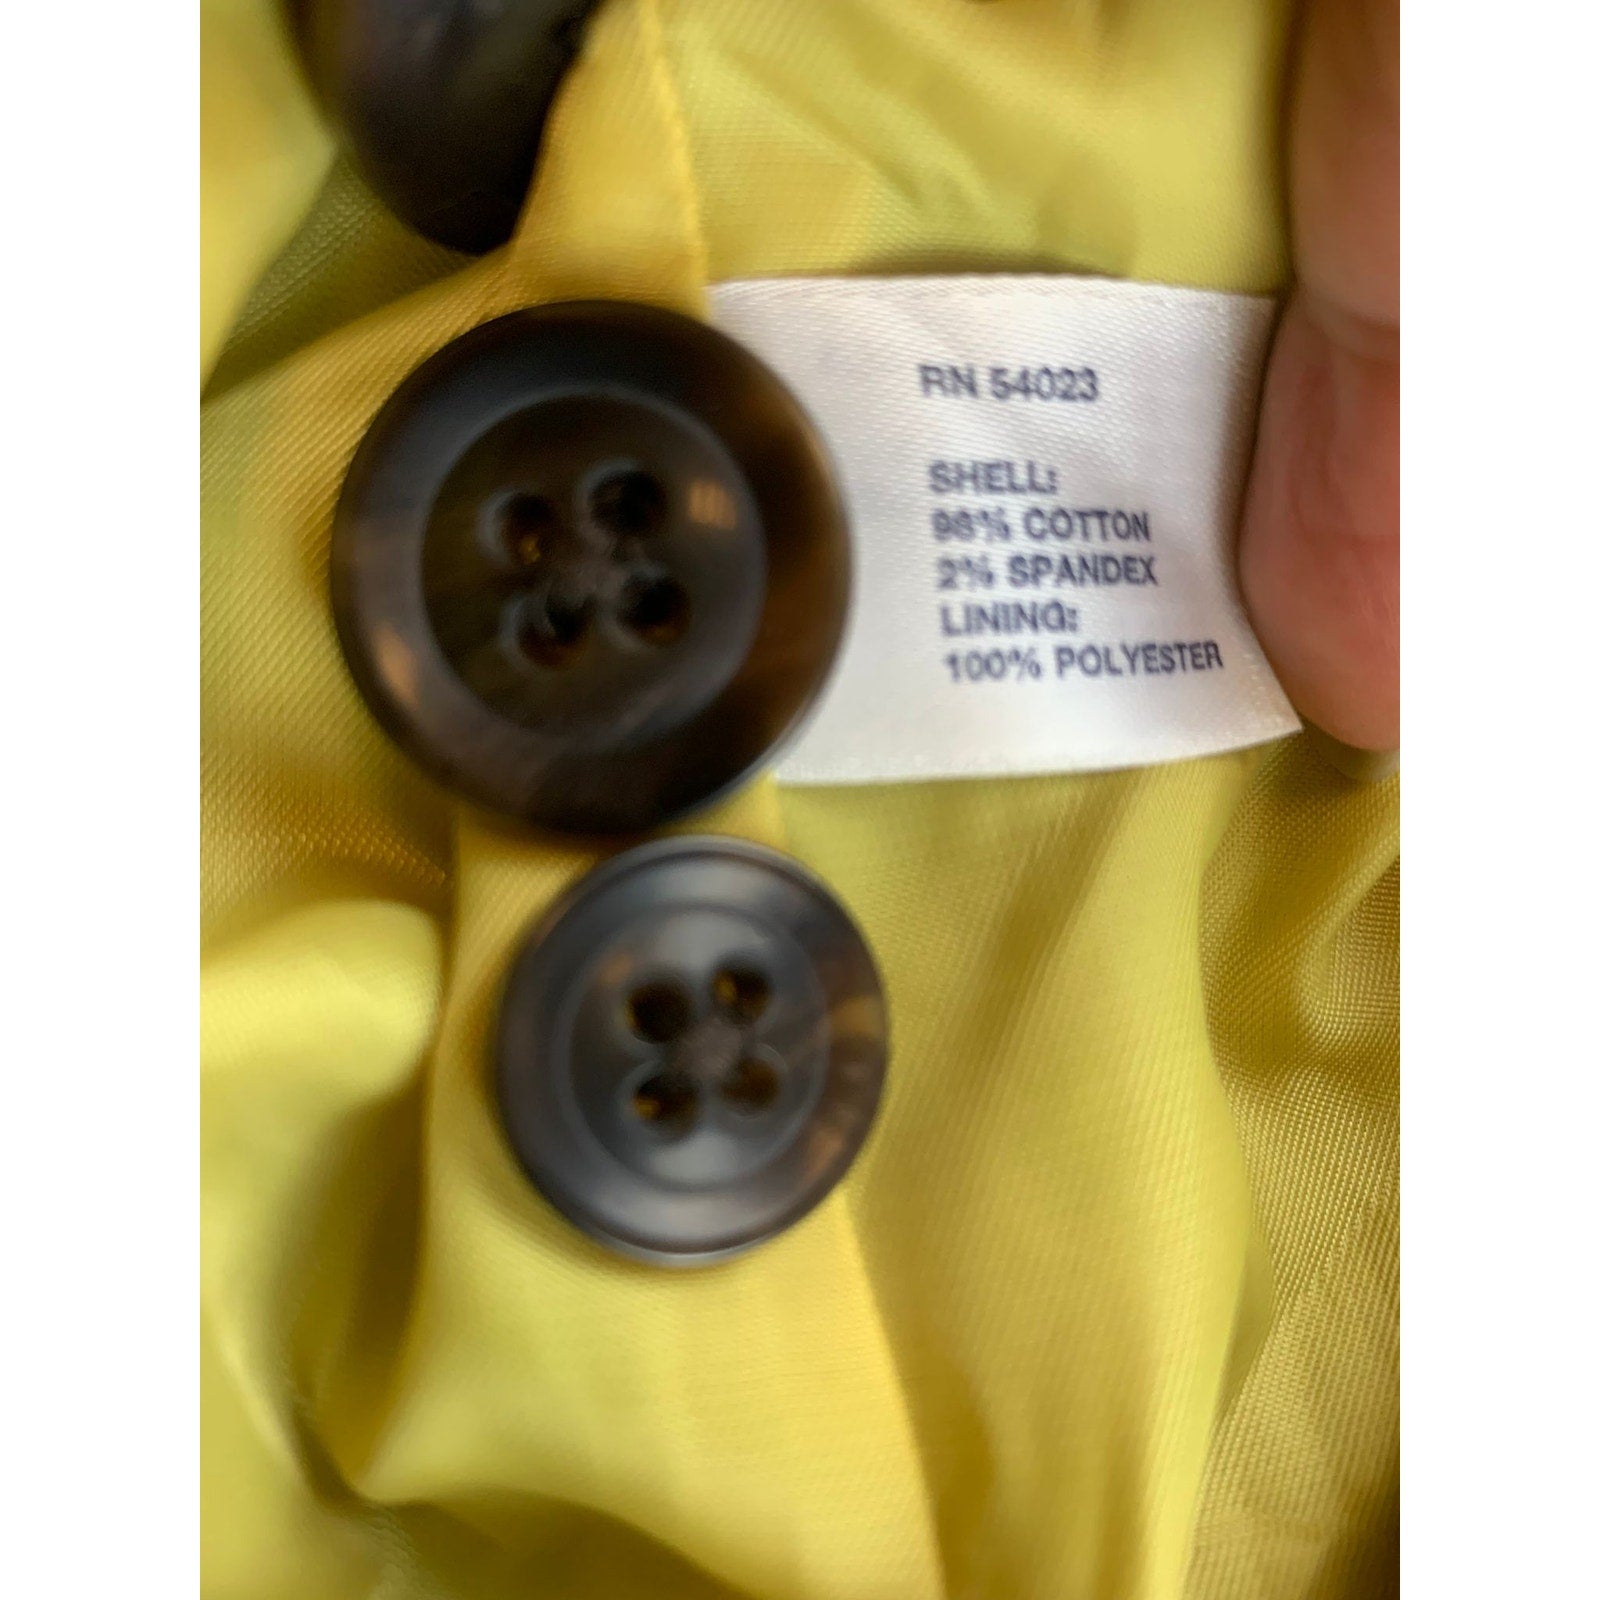 RN 54023
SHELL:
98% COTTON
2% SPANDEX
LINING:
100% POLYESTER